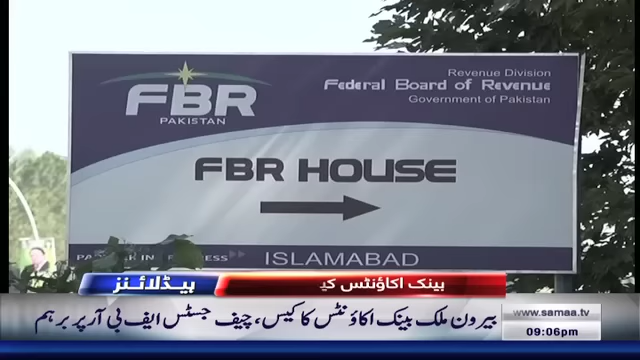 FBR
PAKISTAN
Revenue Division
Federal Board of Revenue
Government of Pakistan
FBR HOUSE
ISLAMABAD
ہیڈلائنز
بینک اکاؤنٹس کی
بیرون ملک بینک اکاؤنٹس کا کیس، چیف جسٹس ایف بی آر پر برہم
www.samaa.tv
09:06pm